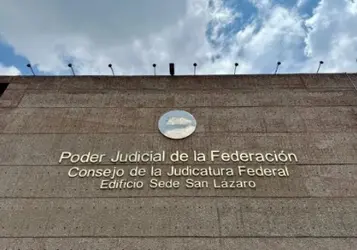 Poder Judicial de la Federación
Consejo de la Judicatura Federal
Edificio Sede San Lázaro